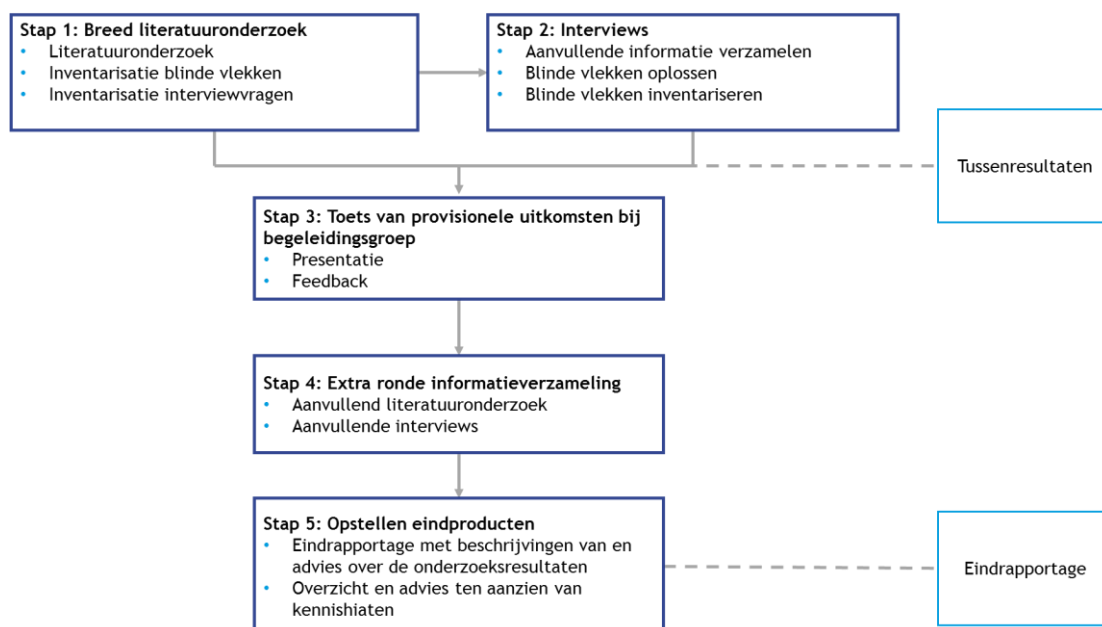 Stap 1: Breed literatuuronderzoek
• Literatuuronderzoek
• Inventarisatie blinde vlekken
• Inventarisatie interviewvragen
Stap 2: Interviews
• Aanvullende informatie verzamelen
• Blinde vlekken oplossen
• Blinde vlekken inventariseren
Tussenresultaten
Stap 3: Toets van provisionele uitkomsten bij
begeleidingsgroep
• Presentatie
• Feedback
Stap 4: Extra ronde informatieverzameling
• Aanvullend literatuuronderzoek
• Aanvullende interviews
Stap 5: Opstellen eindproducten
• Eindrapportage met beschrijvingen van en
advies over de onderzoeksresultaten
• Overzicht en advies ten aanzien van
kennishiaten
Eindrapportage